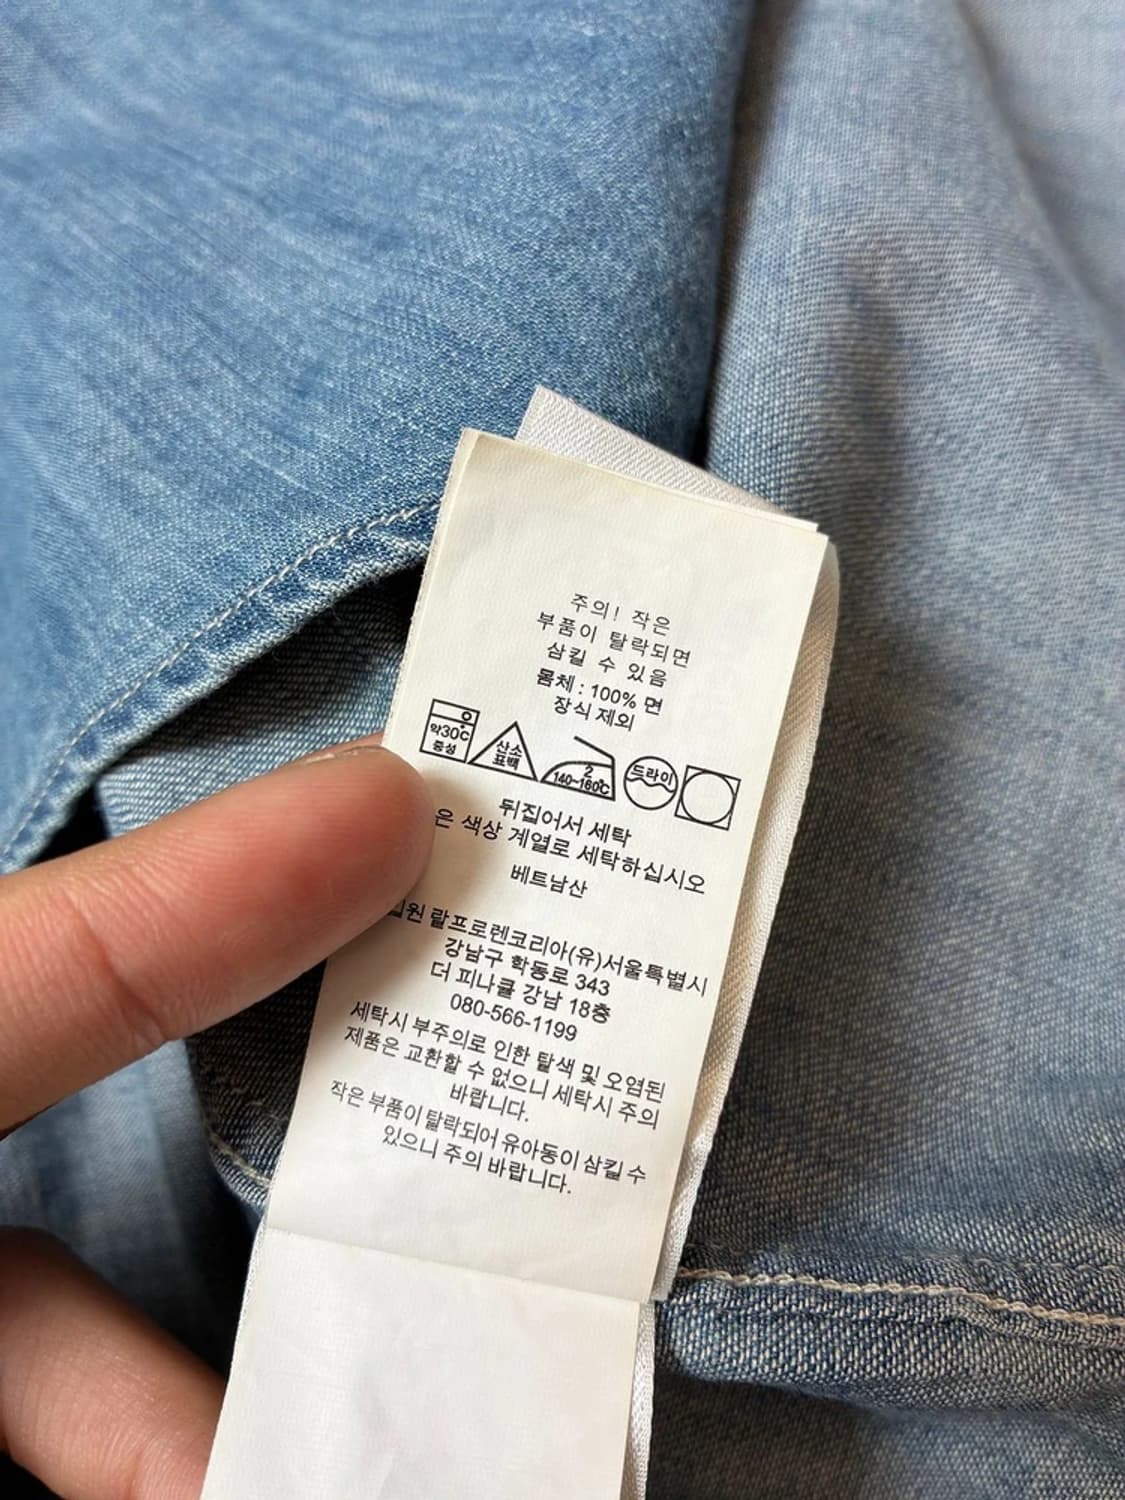 주의! 작은
부품이 탈락되면
삼킬 수 있음
몸체 : 100% 면
장식 제외
약30℃
중성
산소
표백
2
140~160℃
드라이
뒤집어서 세탁
은 색상 계열로 세탁하십시오
베트남산
원 랄프로렌코리아(유)서울특별시
강남구 학동로 343
더 피나클 강남 18층
080-566-1199
세탁시 부주의로 인한 탈색 및 오염된
제품은 교환할 수 없으니 세탁시 주의
바랍니다.
작은 부품이 탈락되어 유아동이 삼킬 수
있으니 주의 바랍니다.